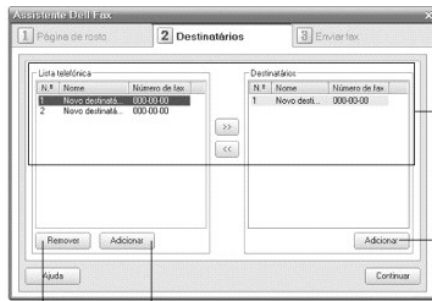 Assistente Dell Fax
1 Página de rosto
2 Destinatários
3 Enviar fax
Lista telefónica
N.º Nome Número de fax
1 Novo destinatá... 000-00-00
2 Novo destinatá... 000-00-00
>>
<<
Destinatários
N.º Nome Número de fax
1 Novo desti... 000-00-00
Remover
Adicionar
Adicionar
Ajuda
Continuar